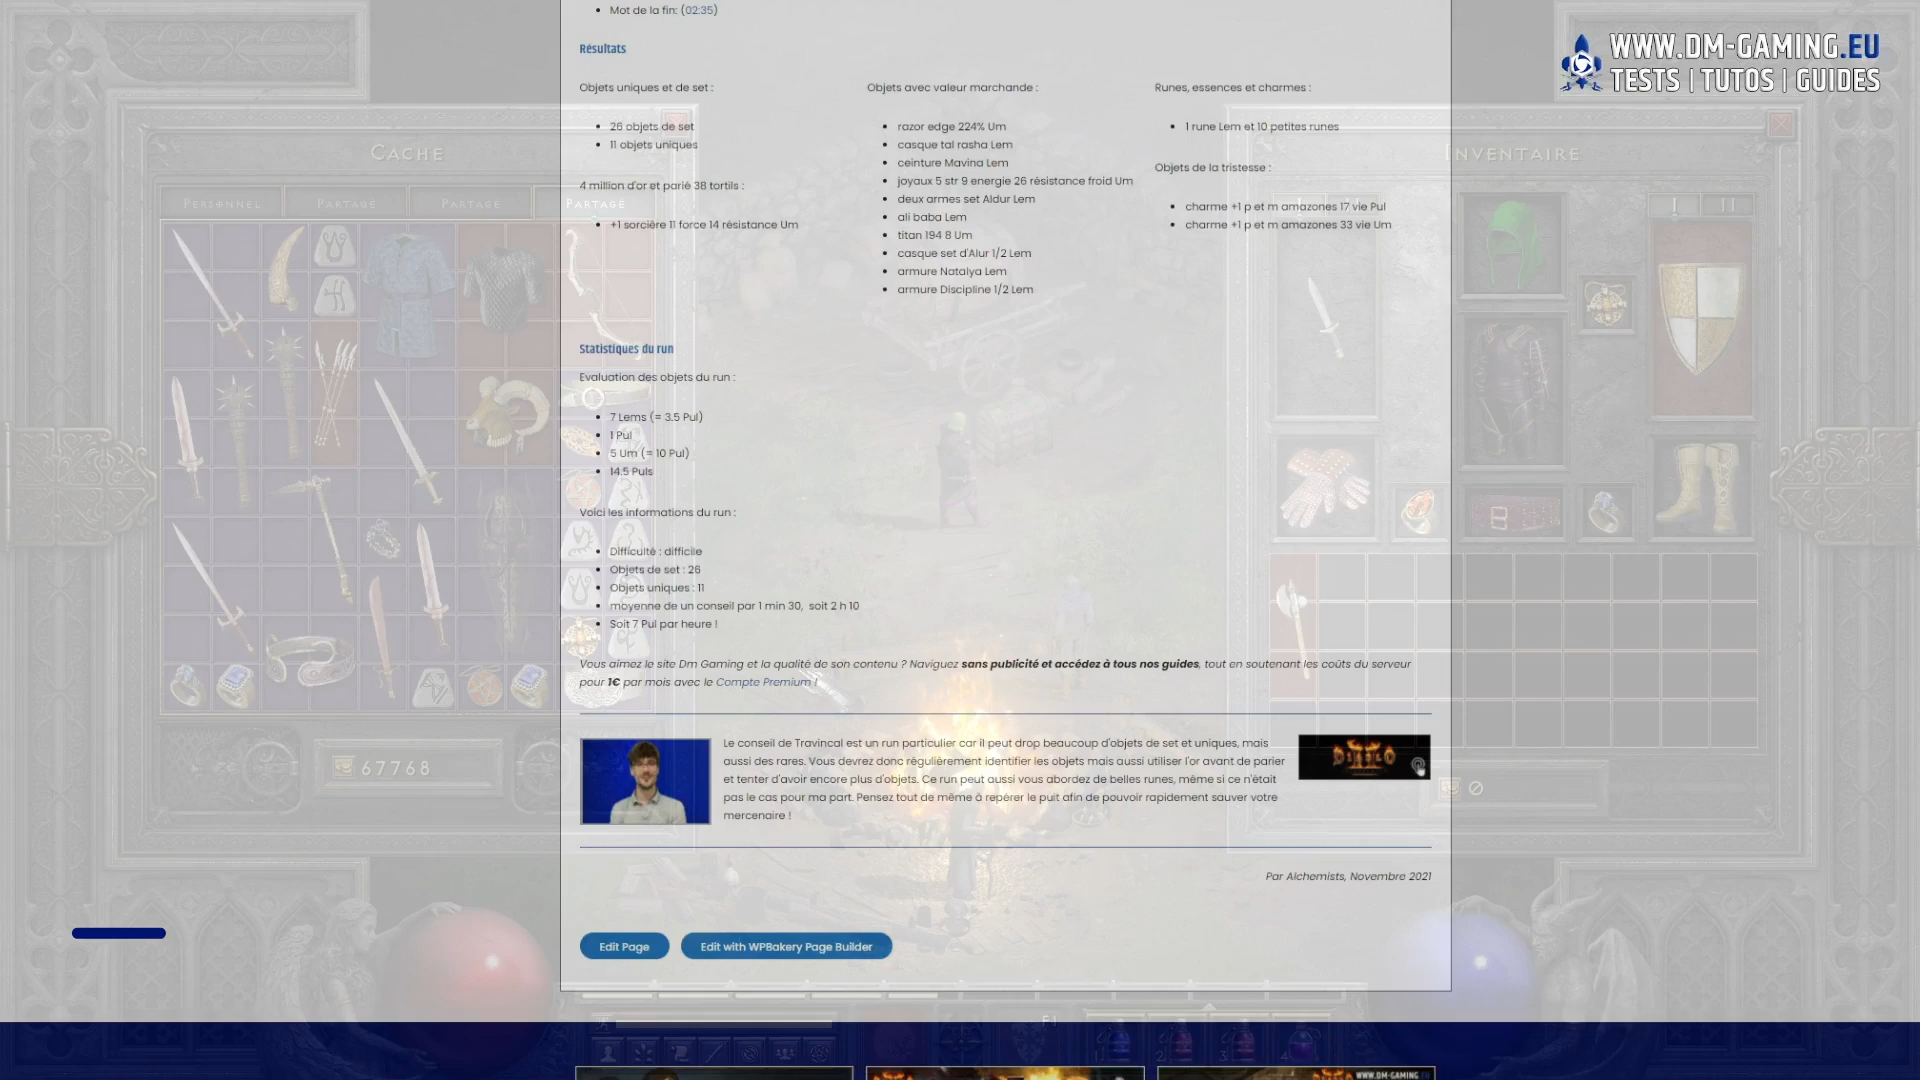 Mot de la fin: (02:35)
WWW.DM-GAMING.EU
TESTS | TUTOS | GUIDES
Résultats
Objets uniques et de set :
26 objets de set
11 objets uniques
4 million d'or et parié 38 tortils :
+1 sorcière 11 force 14 résistance Um
Objets avec valeur marchande :
razor edge 224% Um
casque tal rasha Lem
ceinture Mavina Lem
joyaux 5 str 9 energie 26 résistance froid Um
deux armes set Aldur Lem
ali baba Lem
titan 194 8 Um
casque set d'Alur 1/2 Lem
armure Natalya Lem
armure Discipline 1/2 Lem
Runes, essences et charmes :
1 rune Lem et 10 petites runes
Objets de la tristesse :
charme +1 p et m amazones 17 vie Pul
charme +1 p et m amazones 33 vie Um
Cache
Personnel
Partagé
Partagé
Partagé
Inventaire
I
II
Statistiques du run
Evaluation des objets du run :
7 Lems (= 3.5 Pul)
1 Pul
5 Um (= 10 Pul)
14.5 Puls
Voici les informations du run :
Difficulté : difficile
Objets de set : 26
Objets uniques : 11
moyenne de un conseil par 1 min 30, soit 2 h 10
Soit 7 Pul par heure !
Vous aimez le site Dm Gaming et la qualité de son contenu ? Naviguez sans publicité et accédez à tous nos guides, tout en soutenant les coûts du serveur
pour 1€ par mois avec le Compte Premium !
67768
Le conseil de Travincal est un run particulier car il peut drop beaucoup d'objets de set et uniques, mais
aussi des rares. Vous devrez donc régulièrement identifier les objets mais aussi utiliser l'or avant de parier
et tenter d'avoir encore plus d'objets. Ce run peut aussi vous abordez de belles runes, même si ce n'était
pas le cas pour ma part. Pensez tout de même à repérer le puit afin de pouvoir rapidement sauver votre
mercenaire !
DIABLO
II
Par Alchemists, Novembre 2021
Edit Page
Edit with WPBakery Page Builder
F1
1
2
3
4
WWW.DM-GAMING.EU